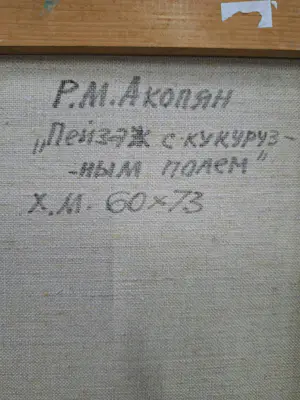 Р.М.Акопян
„Пейзаж с кукуруз-
-ным полем"
Х.М. 60×73